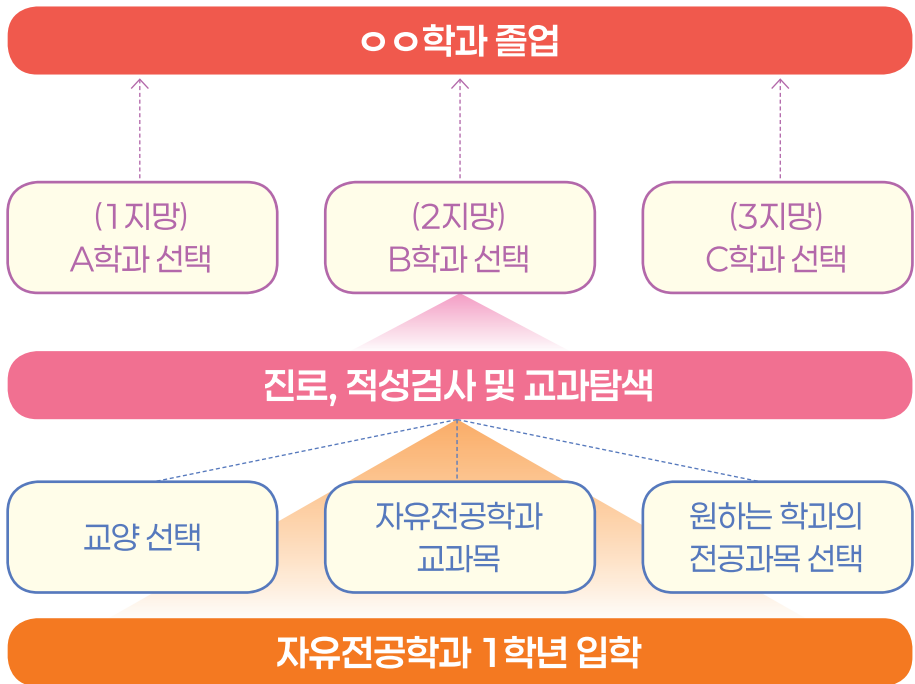 ㅇㅇ학과 졸업
(1지망)
A학과 선택
(2지망)
B학과 선택
(3지망)
C학과 선택
진로, 적성검사 및 교과탐색
교양 선택
자유전공학과
교과목
원하는 학과의
전공과목 선택
자유전공학과 1학년 입학